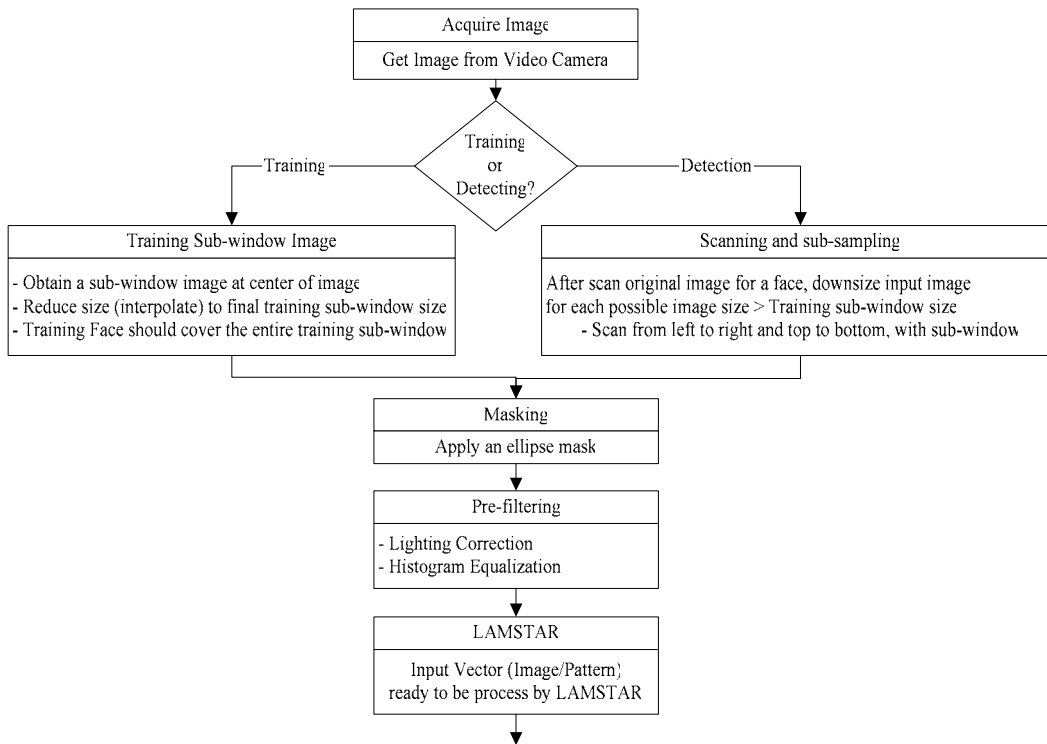 Acquire Image
Get Image from Video Camera
Training
or
Detecting?
Training
Detection
Training Sub-window Image
- Obtain a sub-window image at center of image
- Reduce size (interpolate) to final training sub-window size
- Training Face should cover the entire training sub-window
Scanning and sub-sampling
After scan original image for a face, downsize input image
for each possible image size > Training sub-window size
- Scan from left to right and top to bottom, with sub-window
Masking
Apply an ellipse mask
Pre-filtering
- Lighting Correction
- Histogram Equalization
LAMSTAR
Input Vector (Image/Pattern)
ready to be process by LAMSTAR